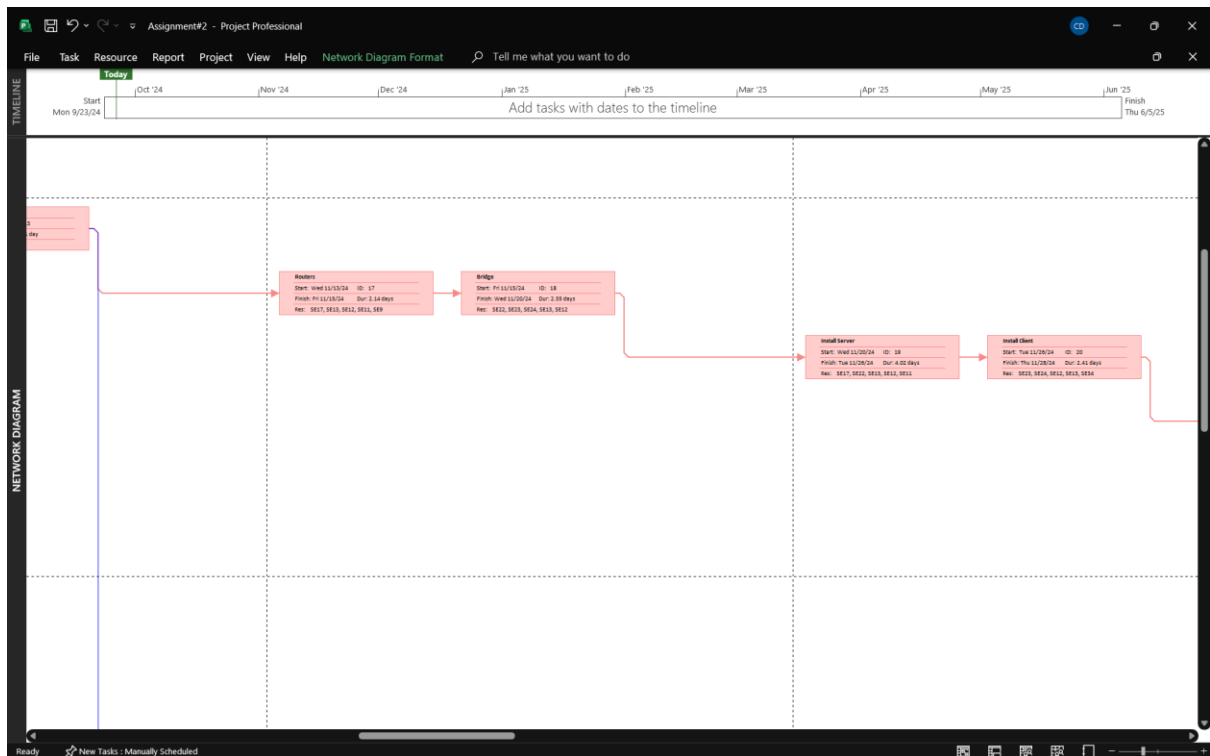 Assignment#2 - Project Professional
CD
File Task Resource Report Project View Help Network Diagram Format Tell me what you want to do
TIMELINE
Today
Start
Mon 9/23/24
Oct '24 Nov '24 Dec '24 Jan '25 Feb '25 Mar '25 Apr '25 May '25 Jun '25
Add tasks with dates to the timeline
Finish
Thu 6/5/25
NETWORK DIAGRAM
day
Routers
Start: Wed 11/13/24 ID: 17
Finish: Fri 11/15/24 Dur: 2.14 days
Res: SE17, SE13, SE12, SE11, SE9
Bridge
Start: Fri 11/15/24 ID: 18
Finish: Wed 11/20/24 Dur: days
Res: SE22, SE23, SE24, SE13, SE12
Install Server
Start: Wed 11/20/24 ID: 19
Finish: Tue 11/26/24 Dur: 4.02 days
Res: SE17, SE22, SE13, SE12, SE11
Install Client
Start: Tue 11/26/24 ID: 20
Finish: Thu 11/28/24 Dur: 2.41 days
Res: SE23, SE24, SE12, SE13, SE34
Ready New Tasks : Manually Scheduled